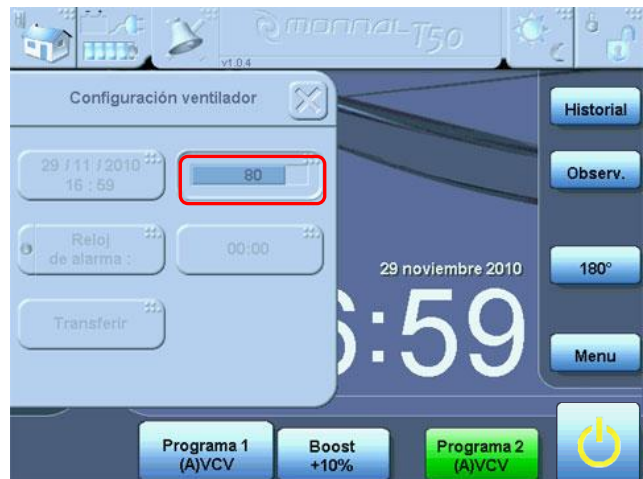 monnal T50
v1.0.4
Configuración ventilador
29 / 11 / 2010
16 : 59
80
Reloj
de alarma :
00:00
Transferir
Historial
Observ.
180°
Menu
29 noviembre 2010
:59
Programa 1
(A)VCV
Boost
+10%
Programa 2
(A)VCV